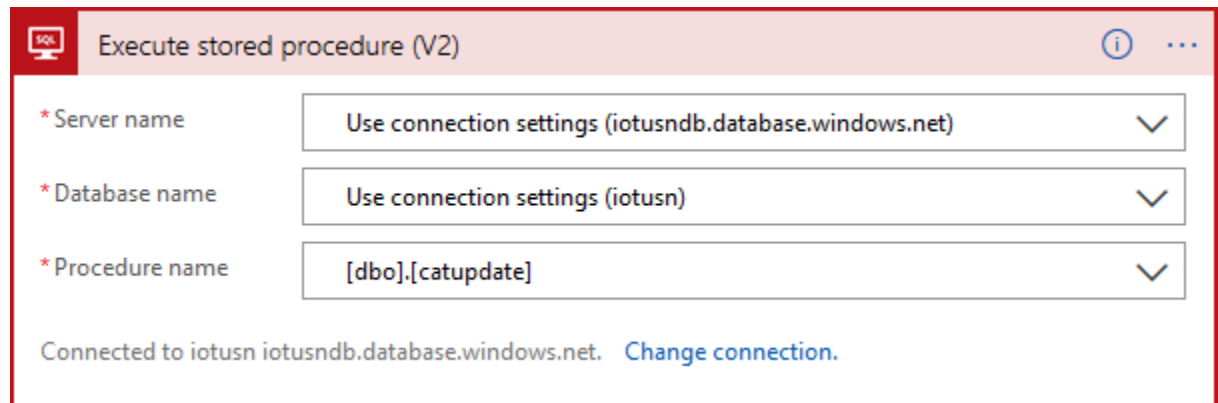 SQL
Execute stored procedure (V2)
* Server name
Use connection settings (iotusndb.database.windows.net)
* Database name
Use connection settings (iotusn)
* Procedure name
[dbo].[catupdate]
Connected to iotusn iotusndb.database.windows.net. Change connection.